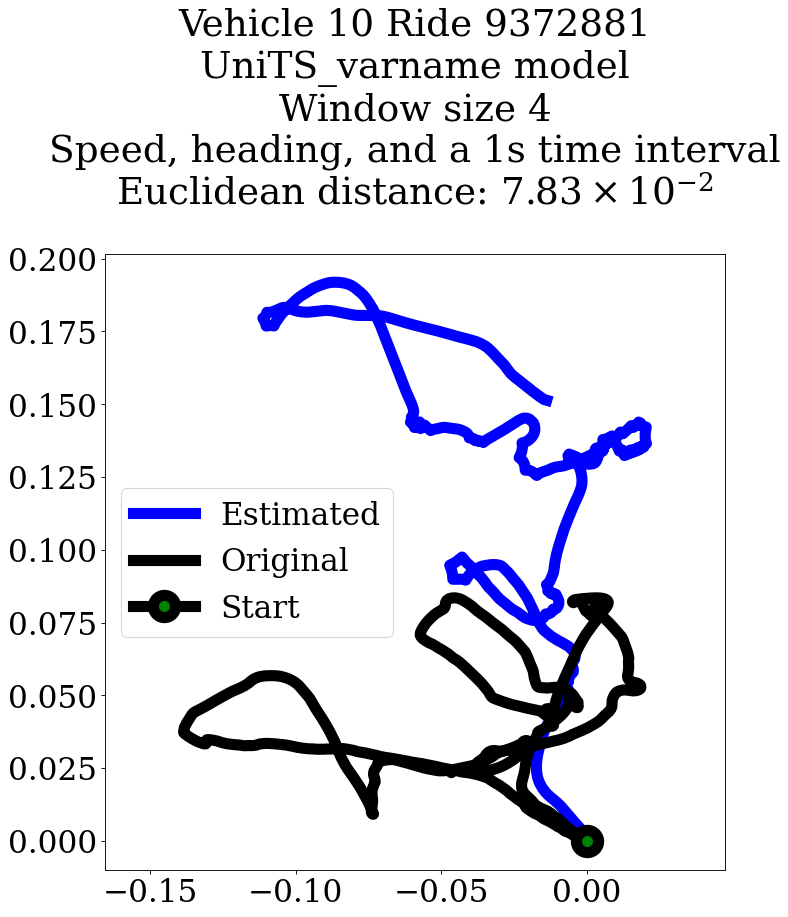 Vehicle 10 Ride 9372881
UniTS_varname model
Window size 4
Speed, heading, and a 1s time interval
Euclidean distance: 7.83 × 10⁻²
0.200
0.175
0.150
0.125
0.100
0.075
0.050
0.025
0.000
Estimated
Original
Start
−0.15 −0.10 −0.05 0.00